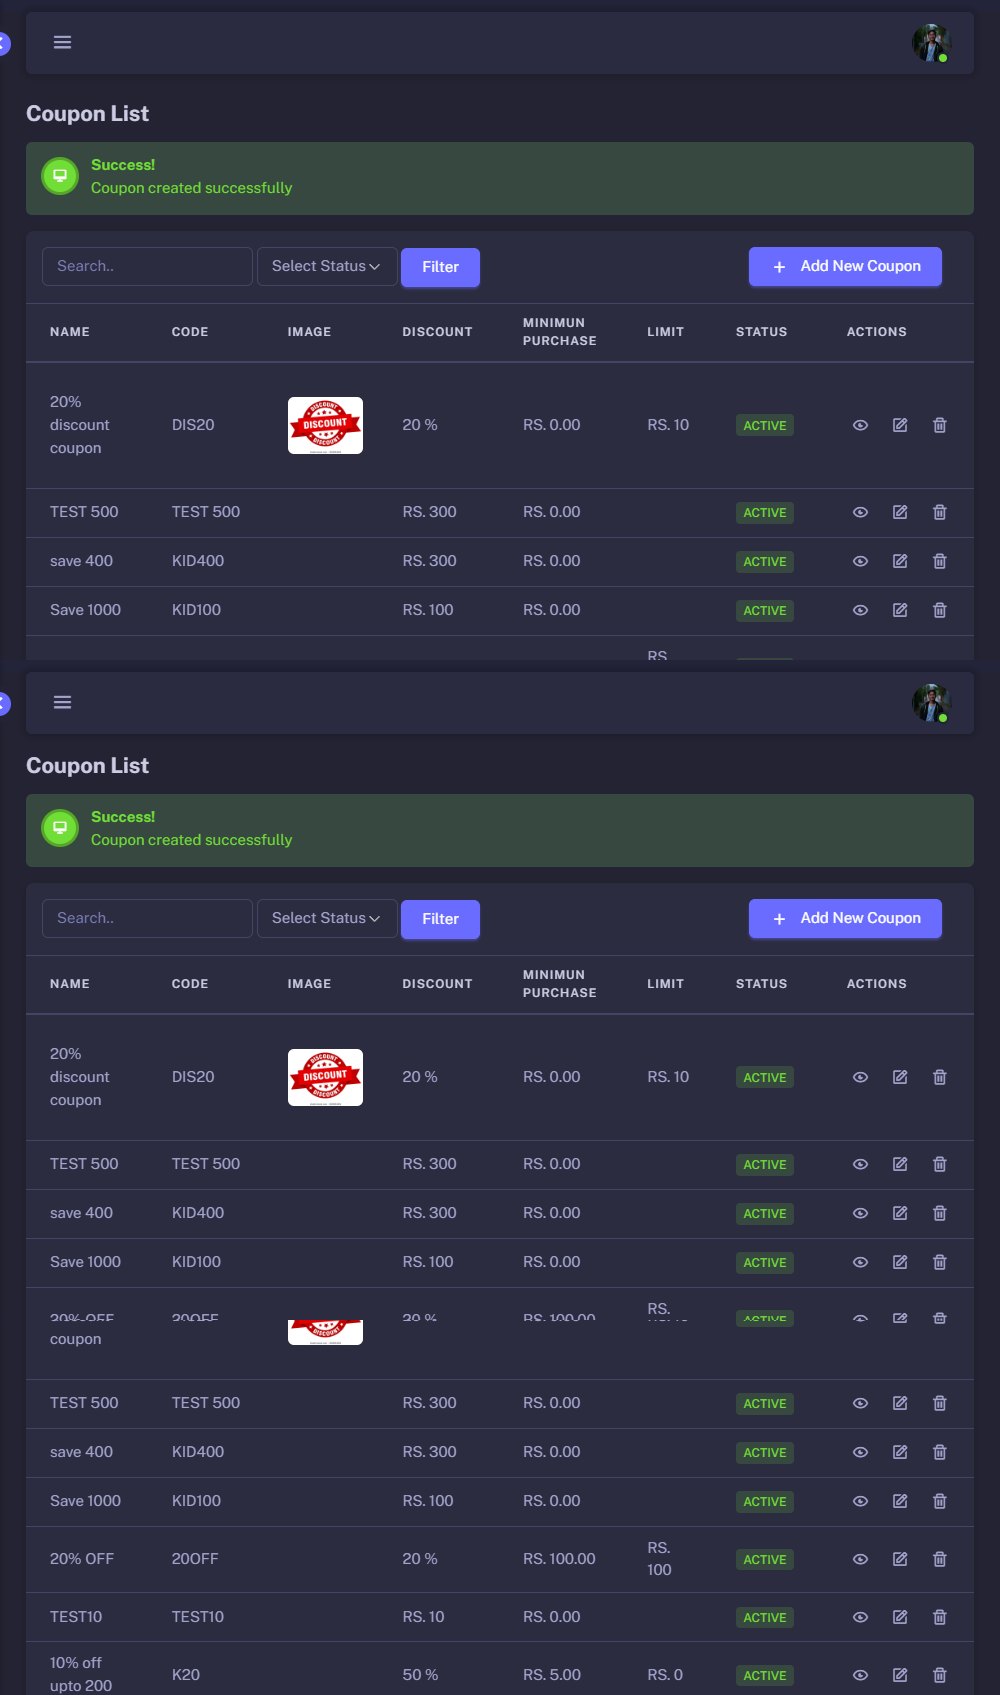 Coupon List
Success!
Coupon created successfully
Search.. Select Status Filter + Add New Coupon
NAME CODE IMAGE DISCOUNT MINIMUN PURCHASE LIMIT STATUS ACTIONS
20% discount coupon DIS20 DISCOUNT DISCOUNT DISCOUNT 20 % RS. 0.00 RS. 10 ACTIVE
TEST 500 TEST 500 RS. 300 RS. 0.00 ACTIVE
save 400 KID400 RS. 300 RS. 0.00 ACTIVE
Save 1000 KID100 RS. 100 RS. 0.00 ACTIVE
RS
Coupon List
Success!
Coupon created successfully
Search.. Select Status Filter + Add New Coupon
NAME CODE IMAGE DISCOUNT MINIMUN PURCHASE LIMIT STATUS ACTIONS
20% discount coupon DIS20 DISCOUNT DISCOUNT DISCOUNT 20 % RS. 0.00 RS. 10 ACTIVE
TEST 500 TEST 500 RS. 300 RS. 0.00 ACTIVE
save 400 KID400 RS. 300 RS. 0.00 ACTIVE
Save 1000 KID100 RS. 100 RS. 0.00 ACTIVE
RS.
coupon
TEST 500 TEST 500 RS. 300 RS. 0.00 ACTIVE
save 400 KID400 RS. 300 RS. 0.00 ACTIVE
Save 1000 KID100 RS. 100 RS. 0.00 ACTIVE
20% OFF 20OFF 20 % RS. 100.00 RS. 100 ACTIVE
TEST10 TEST10 RS. 10 RS. 0.00 ACTIVE
10% off upto 200 K20 50 % RS. 5.00 RS. 0 ACTIVE